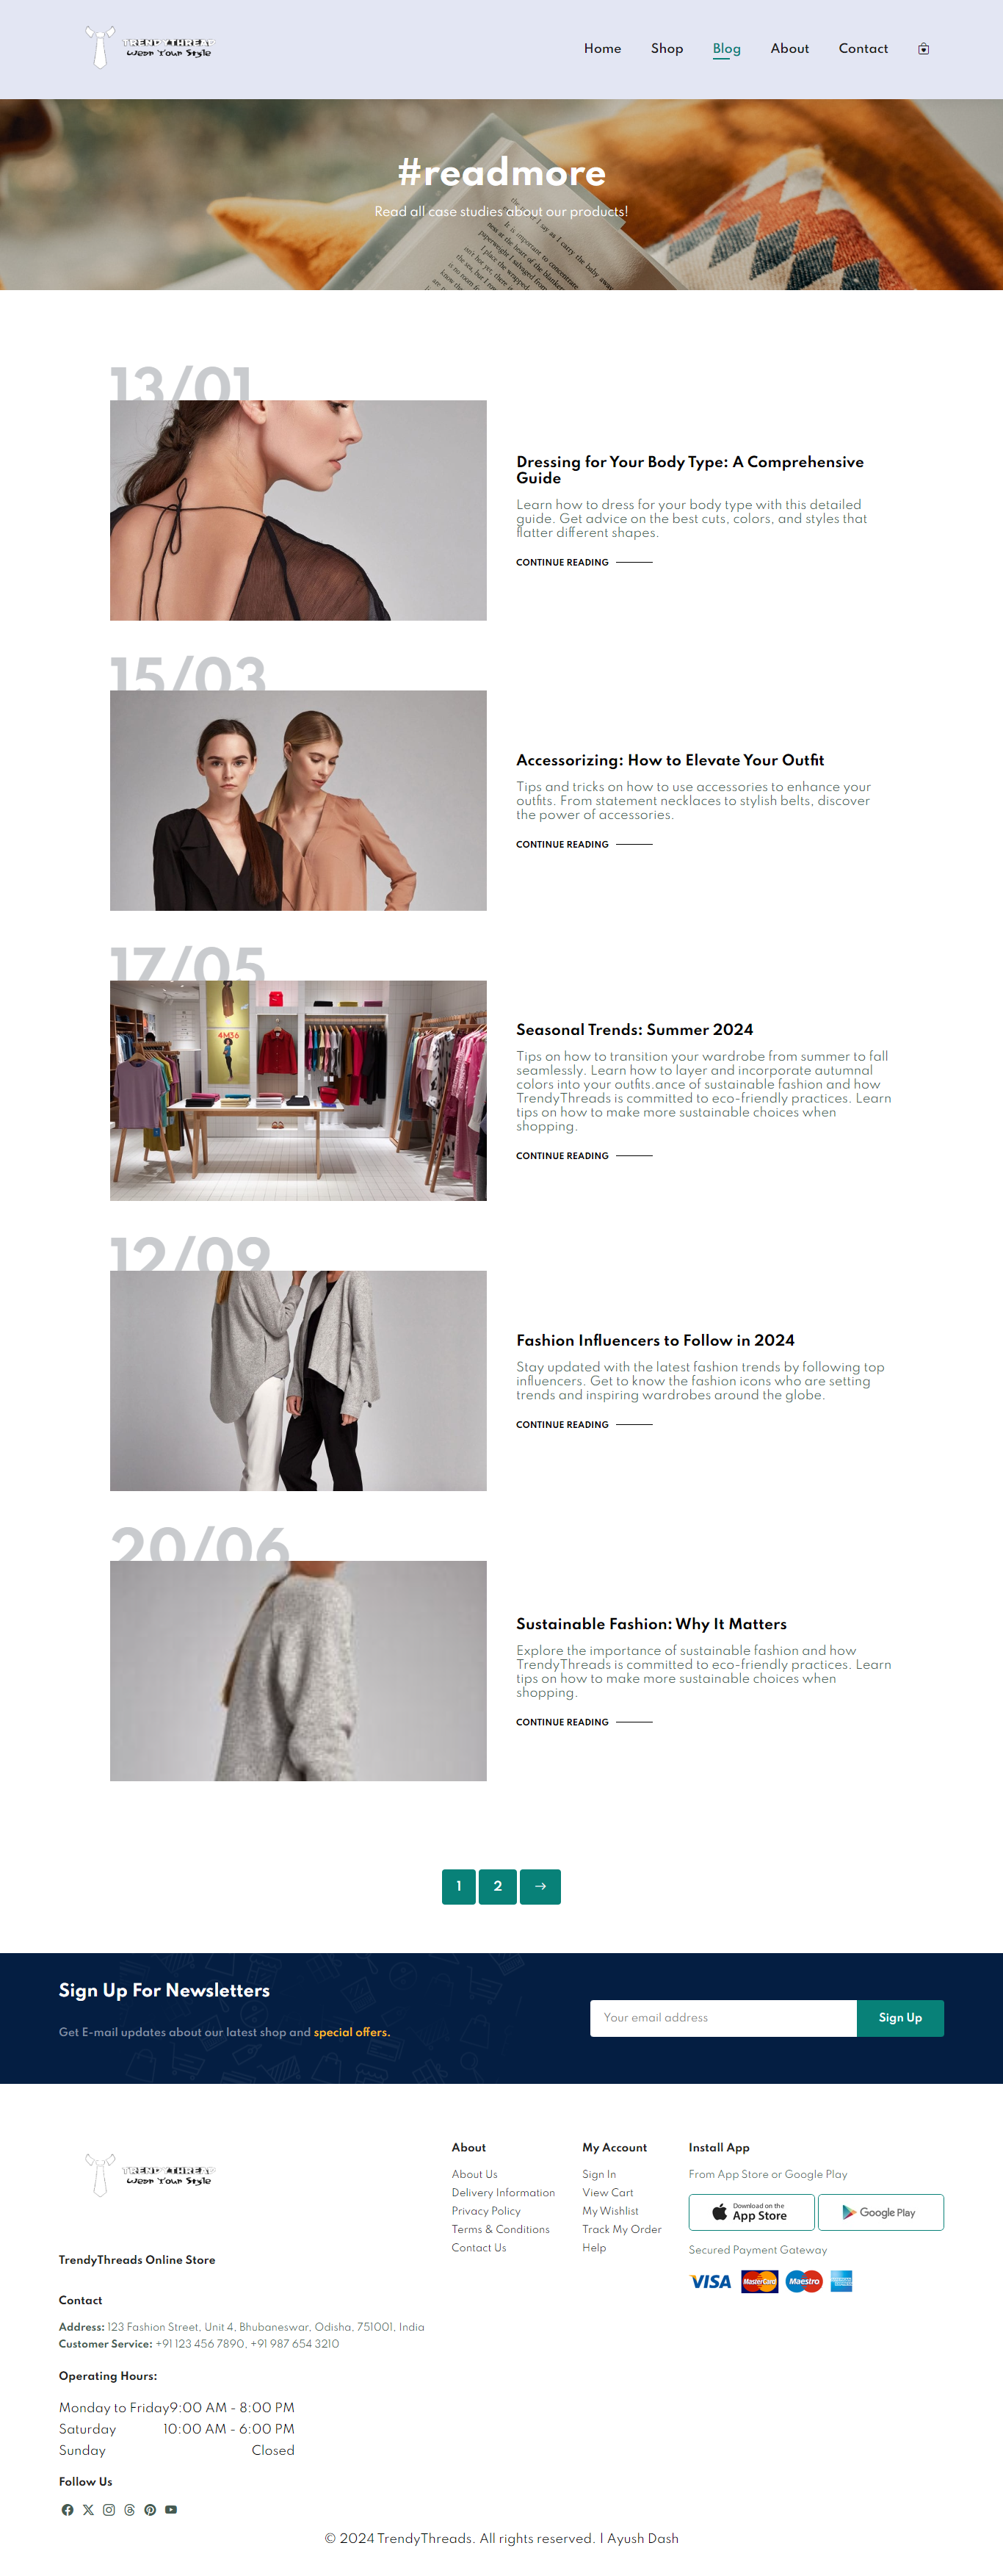 TRENDYTHREAD
Wear Your Style
Home
Shop
Blog
About
Contact
#readmore
Read all case studies about our products!
13/01
Dressing for Your Body Type: A Comprehensive
Guide
Learn how to dress for your body type with this detailed
guide. Get advice on the best cuts, colors, and styles that
flatter different shapes.
CONTINUE READING
15/03
Accessorizing: How to Elevate Your Outfit
Tips and tricks on how to use accessories to enhance your
outfits. From statement necklaces to stylish belts, discover
the power of accessories.
CONTINUE READING
17/05
4M36
Seasonal Trends: Summer 2024
Tips on how to transition your wardrobe from summer to fall
seamlessly. Learn how to layer and incorporate autumnal
colors into your outfits.ance of sustainable fashion and how
TrendyThreads is committed to eco-friendly practices. Learn
tips on how to make more sustainable choices when
shopping.
CONTINUE READING
12/09
Fashion Influencers to Follow in 2024
Stay updated with the latest fashion trends by following top
influencers. Get to know the fashion icons who are setting
trends and inspiring wardrobes around the globe.
CONTINUE READING
20/06
Sustainable Fashion: Why It Matters
Explore the importance of sustainable fashion and how
TrendyThreads is committed to eco-friendly practices. Learn
tips on how to make more sustainable choices when
shopping.
CONTINUE READING
1
2
→
Sign Up For Newsletters
Get E-mail updates about our latest shop and special offers.
Your email address
Sign Up
TRENDYTHREAD
Wear Your Style
TrendyThreads Online Store
Contact
Address: 123 Fashion Street, Unit 4, Bhubaneswar, Odisha, 751001, India
Customer Service: +91 123 456 7890, +91 987 654 3210
Operating Hours:
Monday to Friday9:00 AM - 8:00 PM
Saturday 10:00 AM - 6:00 PM
Sunday Closed
Follow Us
About
About Us
Delivery Information
Privacy Policy
Terms & Conditions
Contact Us
My Account
Sign In
View Cart
My Wishlist
Track My Order
Help
Install App
From App Store or Google Play
Download on the
App Store
Google Play
Secured Payment Gateway
VISA
MasterCard
Maestro
© 2024 TrendyThreads. All rights reserved. | Ayush Dash